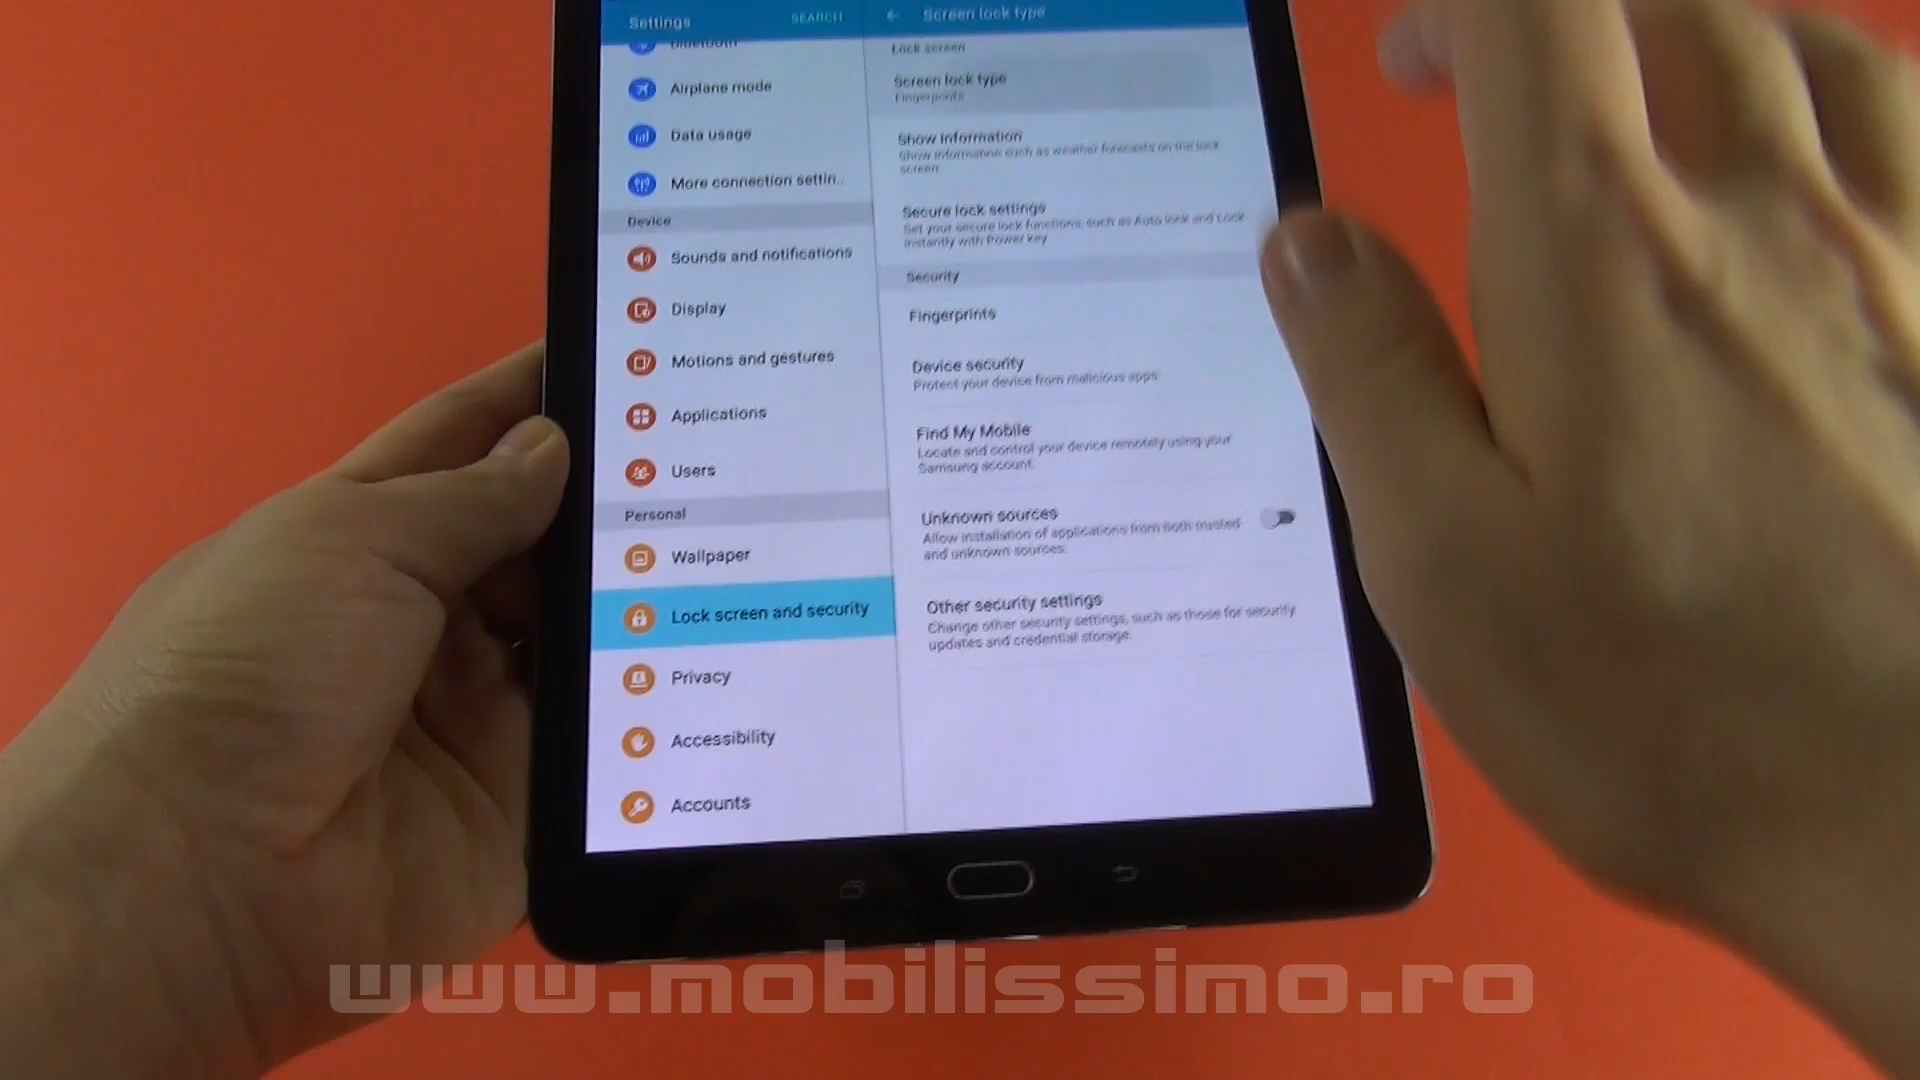 Settings
SEARCH
Screen lock type
Bluetooth
Airplane mode
Data usage
More connection settin..
Device
Sounds and notifications
Display
Motions and gestures
Applications
Users
Personal
Wallpaper
Lock screen and security
Privacy
Accessibility
Accounts
Lock screen
Screen lock type
Fingerprints
Show information
Show information such as weather forecasts on the lock
screen.
Secure lock settings
Set your secure lock functions, such as Auto lock and Lock
instantly with Power key.
Security
Fingerprints
Device security
Protect your device from malicious apps.
Find My Mobile
Locate and control your device remotely using your
Samsung account.
Unknown sources
Allow installation of applications from both trusted
and unknown sources.
Other security settings
Change other security settings, such as those for security
updates and credential storage.
www.mobilissimo.ro